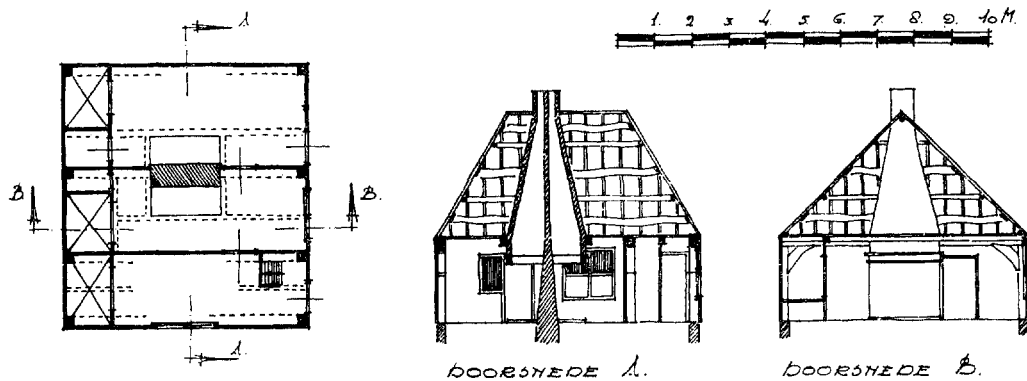 A.
1. 2 3 4. 5. 6. 7. 8. 9. 10 M.
B. B.
A.
DOORSNEDE A. DOORSNEDE B.